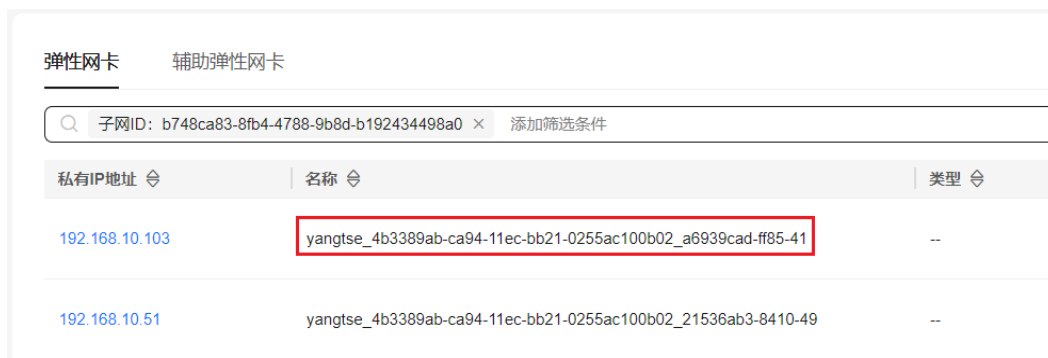 弹性网卡 辅助弹性网卡
子网ID：b748ca83-8fb4-4788-9b8d-b192434498a0 × 添加筛选条件
私有IP地址 名称 类型
192.168.10.103 yangtse_4b3389ab-ca94-11ec-bb21-0255ac100b02_a6939cad-ff85-41 --
192.168.10.51 yangtse_4b3389ab-ca94-11ec-bb21-0255ac100b02_21536ab3-8410-49 --